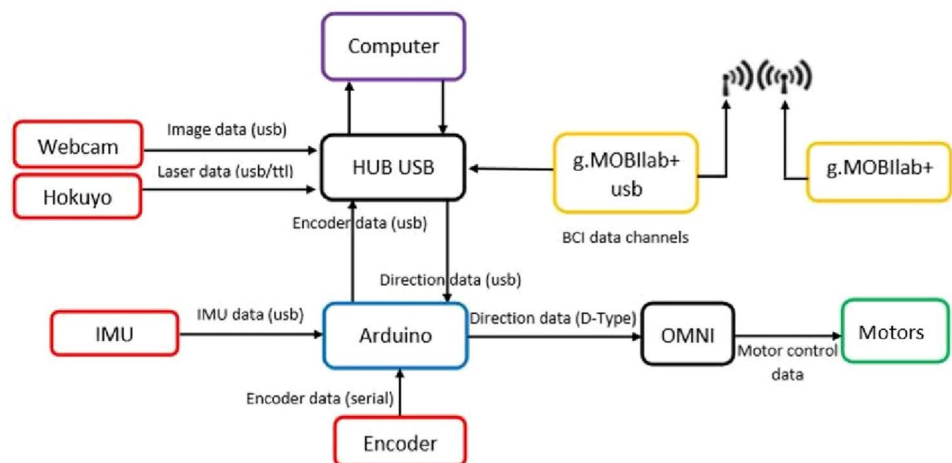 Computer
Image data (usb)
Webcam
HUB USB
g.MOBIlab+
usb
g.MOBIlab+
Laser data (usb/ttl)
Hokuyo
Encoder data (usb)
BCI data channels
Direction data (usb)
IMU data (usb)
IMU
Arduino
Direction data (D-Type)
OMNI
Motors
Motor control
data
Encoder data (serial)
Encoder